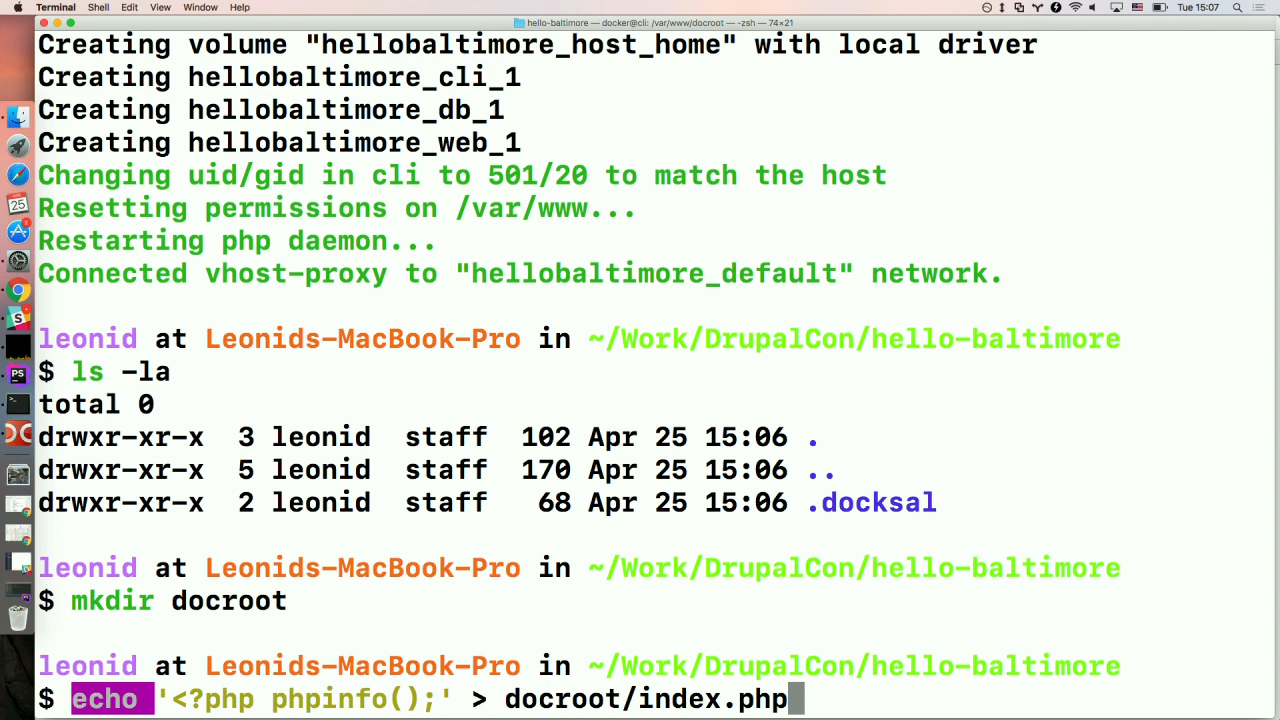 Terminal Shell Edit View Window Help Tue 15:07
hello-baltimore — docker@cli: /var/www/docroot — -zsh — 74×21
Creating volume "hellobaltimore_host_home" with local driver
Creating hellobaltimore_cli_1
Creating hellobaltimore_db_1
Creating hellobaltimore_web_1
Changing uid/gid in cli to 501/20 to match the host
Resetting permissions on /var/www...
Restarting php daemon...
Connected vhost-proxy to "hellobaltimore_default" network.
leonid at Leonids-MacBook-Pro in ~/Work/DrupalCon/hello-baltimore
$ ls -la
total 0
drwxr-xr-x 3 leonid staff 102 Apr 25 15:06 .
drwxr-xr-x 5 leonid staff 170 Apr 25 15:06 ..
drwxr-xr-x 2 leonid staff 68 Apr 25 15:06 .docksal
leonid at Leonids-MacBook-Pro in ~/Work/DrupalCon/hello-baltimore
$ mkdir docroot
leonid at Leonids-MacBook-Pro in ~/Work/DrupalCon/hello-baltimore
$ echo '<?php phpinfo();' > docroot/index.php
25
PS